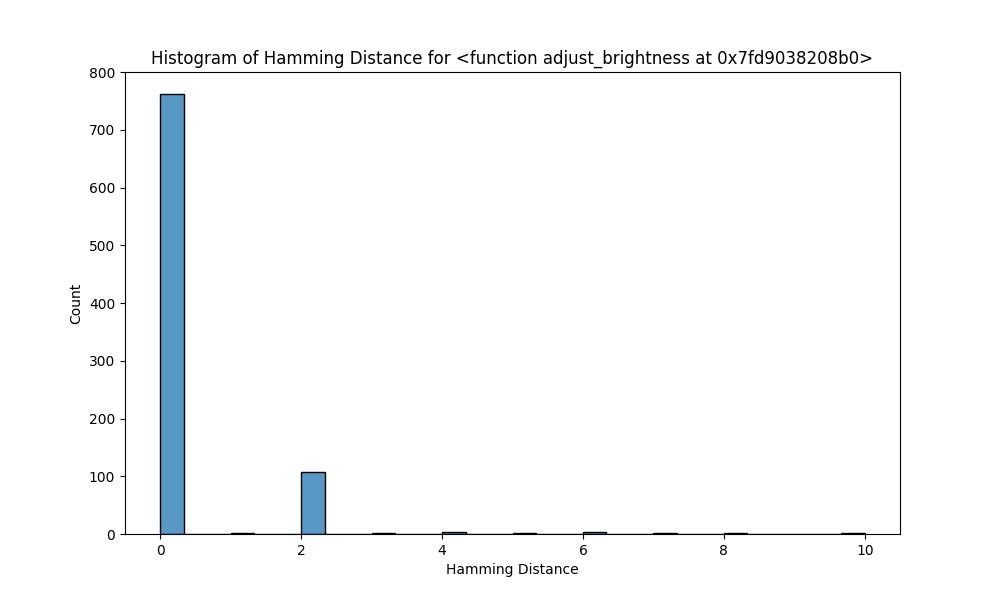 Histogram of Hamming Distance for <function adjust_brightness at 0x7fd9038208b0>
800
700
600
500
400
300
200
100
0
Count
0 2 4 6 8 10
Hamming Distance